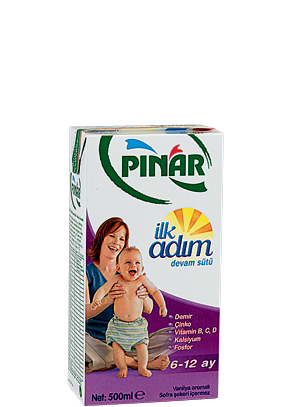 PINAR
ilk
adım
devam sütü
Demir
Çinko
Vitamin B, C, D
Kalsiyum
Fosfor
6-12 ay
Vanilya aromalı
Net: 500ml e Sofra şekeri içermez